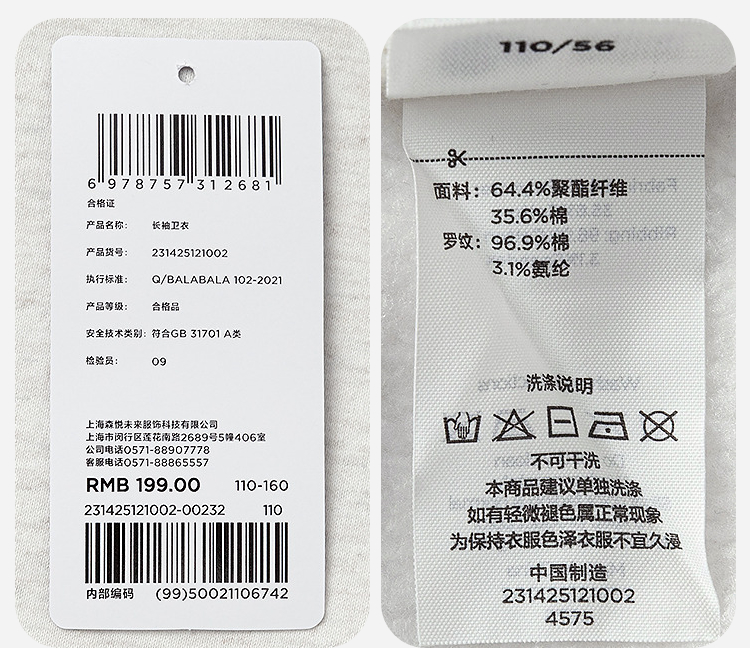 6 978757 312681
合格证
产品名称: 长袖卫衣
产品货号: 231425121002
执行标准: Q/BALABALA 102-2021
产品等级: 合格品
安全技术类别: 符合GB 31701 A类
检验员: 09
上海森悦未来服饰科技有限公司
上海市闵行区莲花南路2689号5幢406室
公司电话0571-88907778
客服电话0571-88865557
RMB 199.00 110-160
231425121002-00232 110
内部编码 (99)50021106742
110/56
面料: 64.4%聚酯纤维
35.6%棉
罗纹: 96.9%棉
3.1%氨纶
洗涤说明
不可干洗
本商品建议单独洗涤
如有轻微褪色属正常现象
为保持衣服色泽衣服不宜久漫
中国制造
231425121002
4575